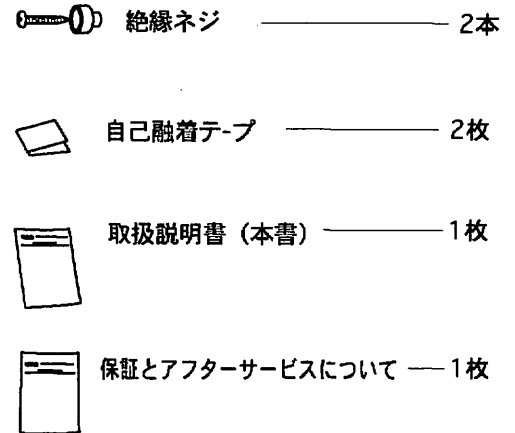 絶縁ネジ ――――― 2本
自己融着テ-プ ――――― 2枚
取扱説明書（本書）――――― 1枚
保証とアフターサービスについて ―― 1枚